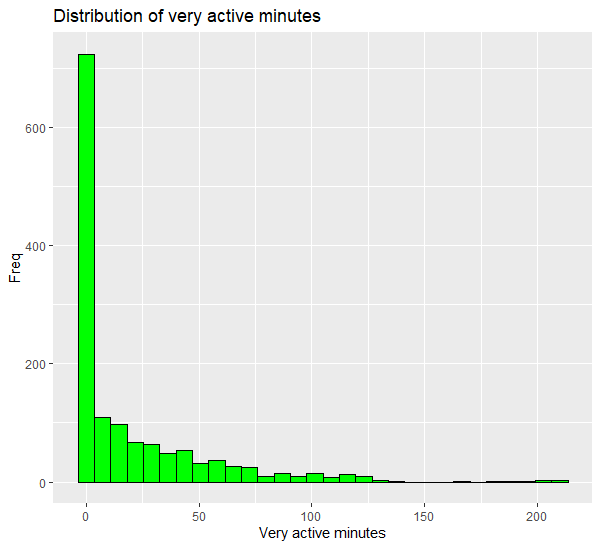 Distribution of very active minutes
600
400
200
0
Freq
0 50 100 150 200
Very active minutes